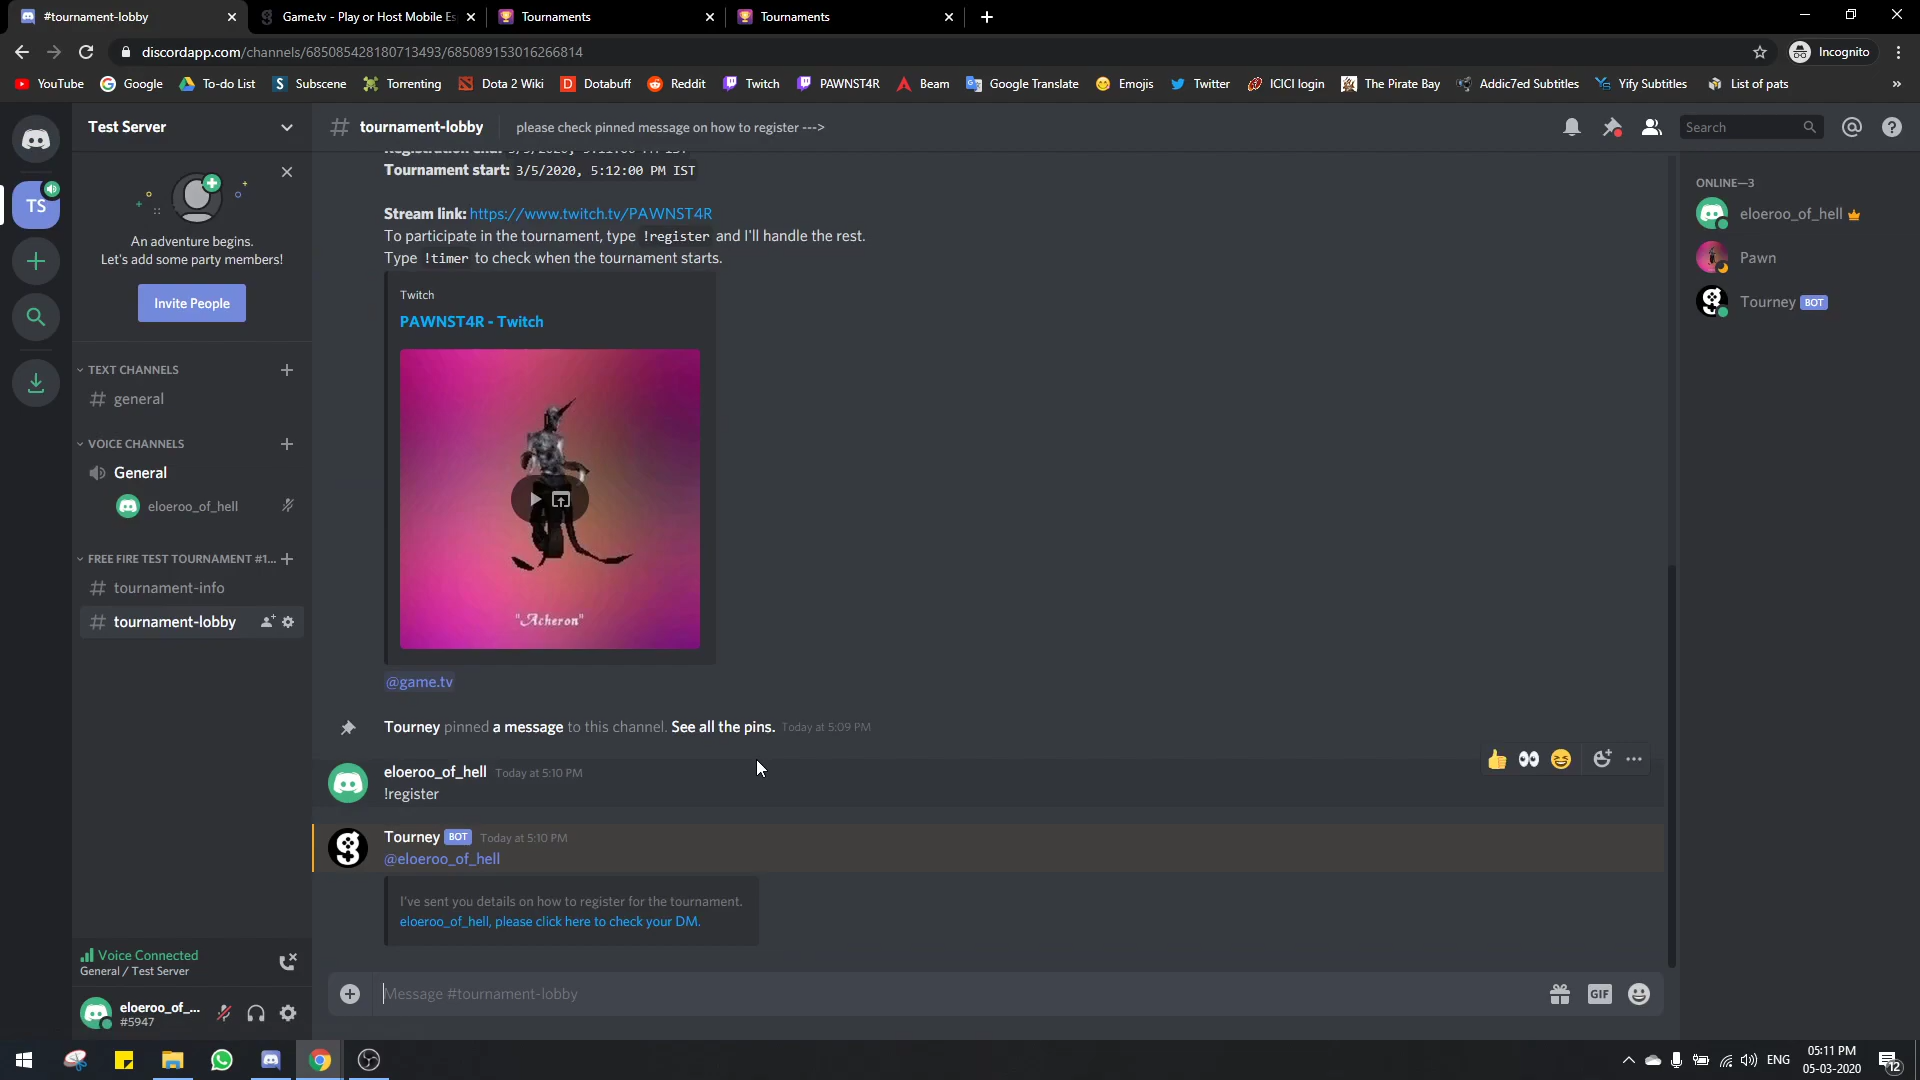 #tournament-lobby
Game.tv - Play or Host Mobile Es
Tournaments
Tournaments
discordapp.com/channels/685085428180713493/685089153016266814
Incognito
YouTube
Google
To-do List
Subscene
Torrenting
Dota 2 Wiki
Dotabuff
Reddit
Twitch
PAWNST4R
Beam
Google Translate
Emojis
Twitter
ICICI login
The Pirate Bay
Addic7ed Subtitles
Yify Subtitles
List of pats
»
Test Server
# tournament-lobby
please check pinned message on how to register --->
Search
TS
An adventure begins.
Let's add some party members!
Invite People
TEXT CHANNELS
# general
VOICE CHANNELS
General
eloeroo_of_hell
FREE FIRE TEST TOURNAMENT #1...
# tournament-info
# tournament-lobby
Voice Connected
General / Test Server
eloeroo_of_...
#5947
Tournament start: 3/5/2020, 5:12:00 PM IST
Stream link: https://www.twitch.tv/PAWNST4R
To participate in the tournament, type !register and I'll handle the rest.
Type !timer to check when the tournament starts.
Twitch
PAWNST4R - Twitch
"Acheron"
@game.tv
Tourney pinned a message to this channel. See all the pins. Today at 5:09 PM
eloeroo_of_hell Today at 5:10 PM
!register
Tourney BOT Today at 5:10 PM
@eloeroo_of_hell
I've sent you details on how to register for the tournament.
eloeroo_of_hell, please click here to check your DM.
Message #tournament-lobby
GIF
ONLINE—3
eloeroo_of_hell
Pawn
Tourney BOT
ENG
05:11 PM
05-03-2020
12